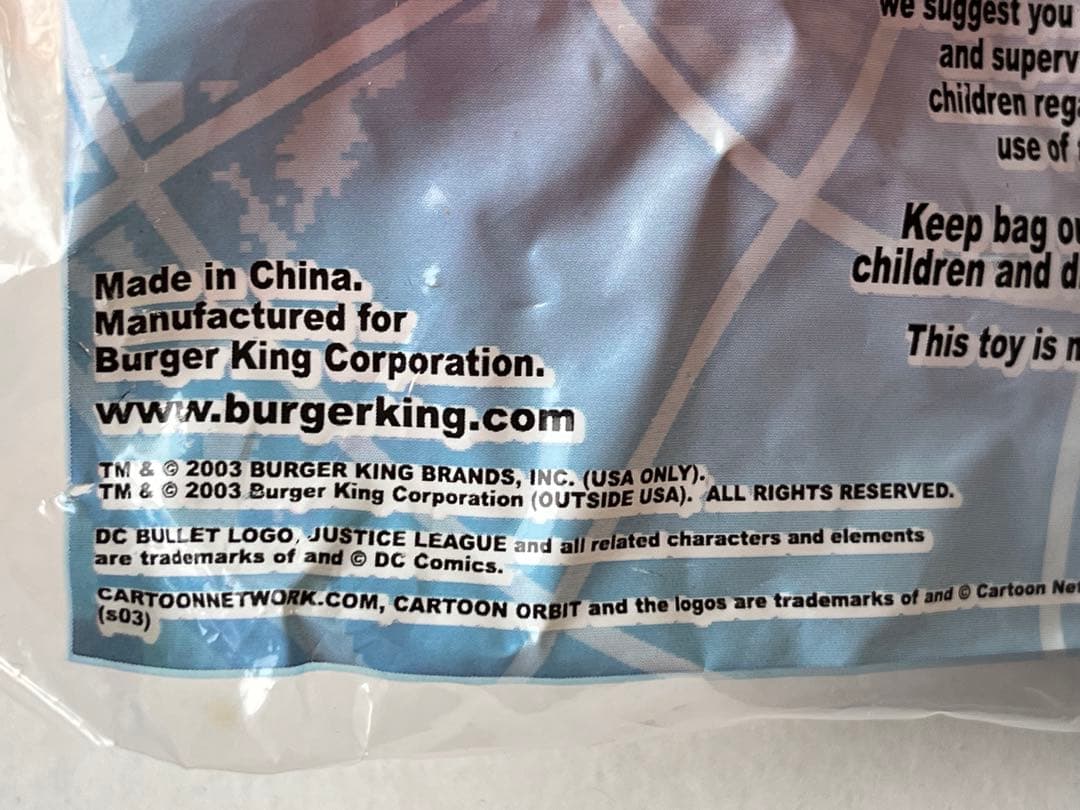 we suggest you
and superv
children reg
use of
Keep bag
children and d
This toy is
Made in China.
Manufactured for
Burger King Corporation.
www.burgerking.com
TM & © 2003 BURGER KING BRANDS, INC. (USA ONLY).
TM & © 2003 Burger King Corporation (OUTSIDE USA). ALL RIGHTS RESERVED.
DC BULLET LOGO, JUSTICE LEAGUE and all related characters and elements
are trademarks of and © DC Comics.
CARTOONNETWORK.COM, CARTOON ORBIT and the logos are trademarks of and © Cartoon Net
(s03)